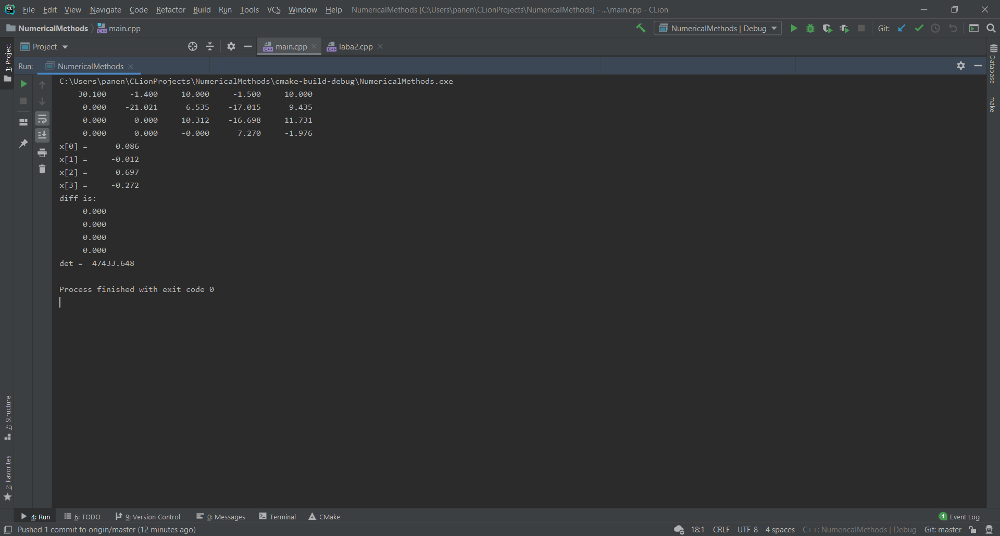 File Edit View Navigate Code Refactor Build Run Tools VCS Window Help NumericalMethods [C:\Users\panen\CLionProjects\NumericalMethods] - ...\main.cpp - CLion
NumericalMethods main.cpp NumericalMethods | Debug Git:
1: Project
Project main.cpp laba2.cpp
Run: NumericalMethods
C:\Users\panen\CLionProjects\NumericalMethods\cmake-build-debug\NumericalMethods.exe
30.100 -1.400 10.000 -1.500 10.000
0.000 -21.021 6.535 -17.015 9.435
0.000 0.000 10.312 -16.698 11.731
0.000 0.000 -0.000 7.270 -1.976
x[0] = 0.086
x[1] = -0.012
x[2] = 0.697
x[3] = -0.272
diff is:
0.000
0.000
0.000
0.000
det = 47433.648
Process finished with exit code 0
Database
make
7: Structure
2: Favorites
4: Run 6: TODO 9: Version Control 0: Messages Terminal CMake 1 Event Log
Pushed 1 commit to origin/master (12 minutes ago) 18:1 CRLF UTF-8 4 spaces C++: NumericalMethods | Debug Git: master